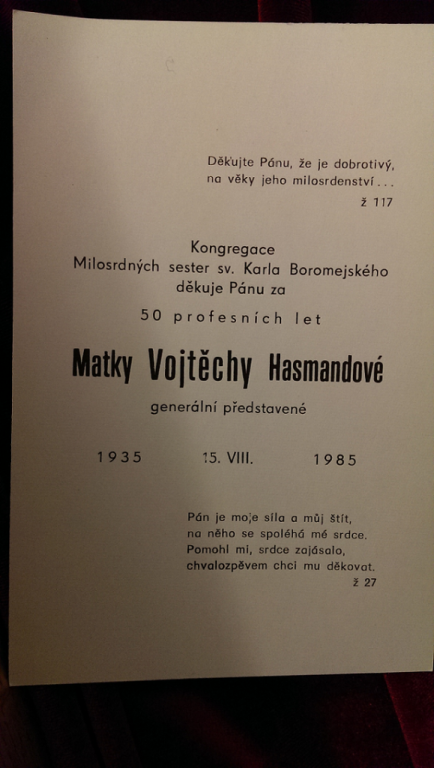 Děkujte Pánu, že je dobrotivý,
na věky jeho milosrdenství...
ž 117
Kongregace
Milosrdných sester sv. Karla Boromejského
děkuje Pánu za
50 profesních let
Matky Vojtěchy Hasmandové
generální představené
1935 15. VIII. 1985
Pán je moje síla a můj štít,
na něho se spoléhá mé srdce.
Pomohl mi, srdce zajásalo,
chvalozpěvem chci mu děkovat.
ž 27